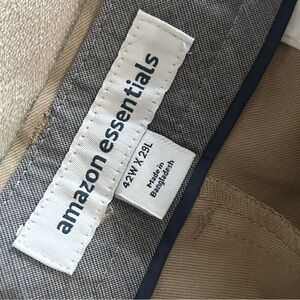 amazon essentials
42W X 29L
Made in
Bangladesh